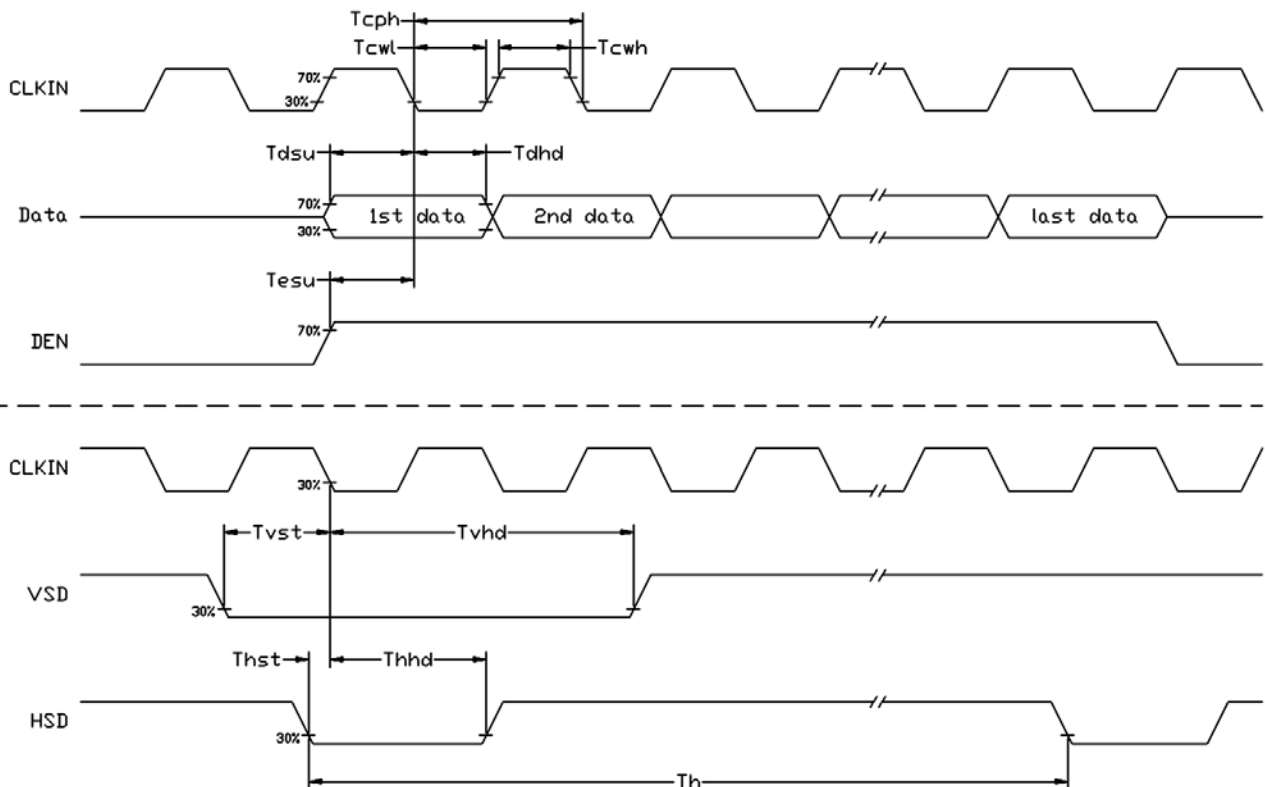 Tcph
Tcwl Tcwh
CLKIN 70%
30%
Tdsu Tdhd
Data 70% 1st data 2nd data last data
30%
Tesu
DEN 70%
CLKIN 30%
Tvst Tvhd
VSD 30%
Thst Thhd
HSD 30%
Th